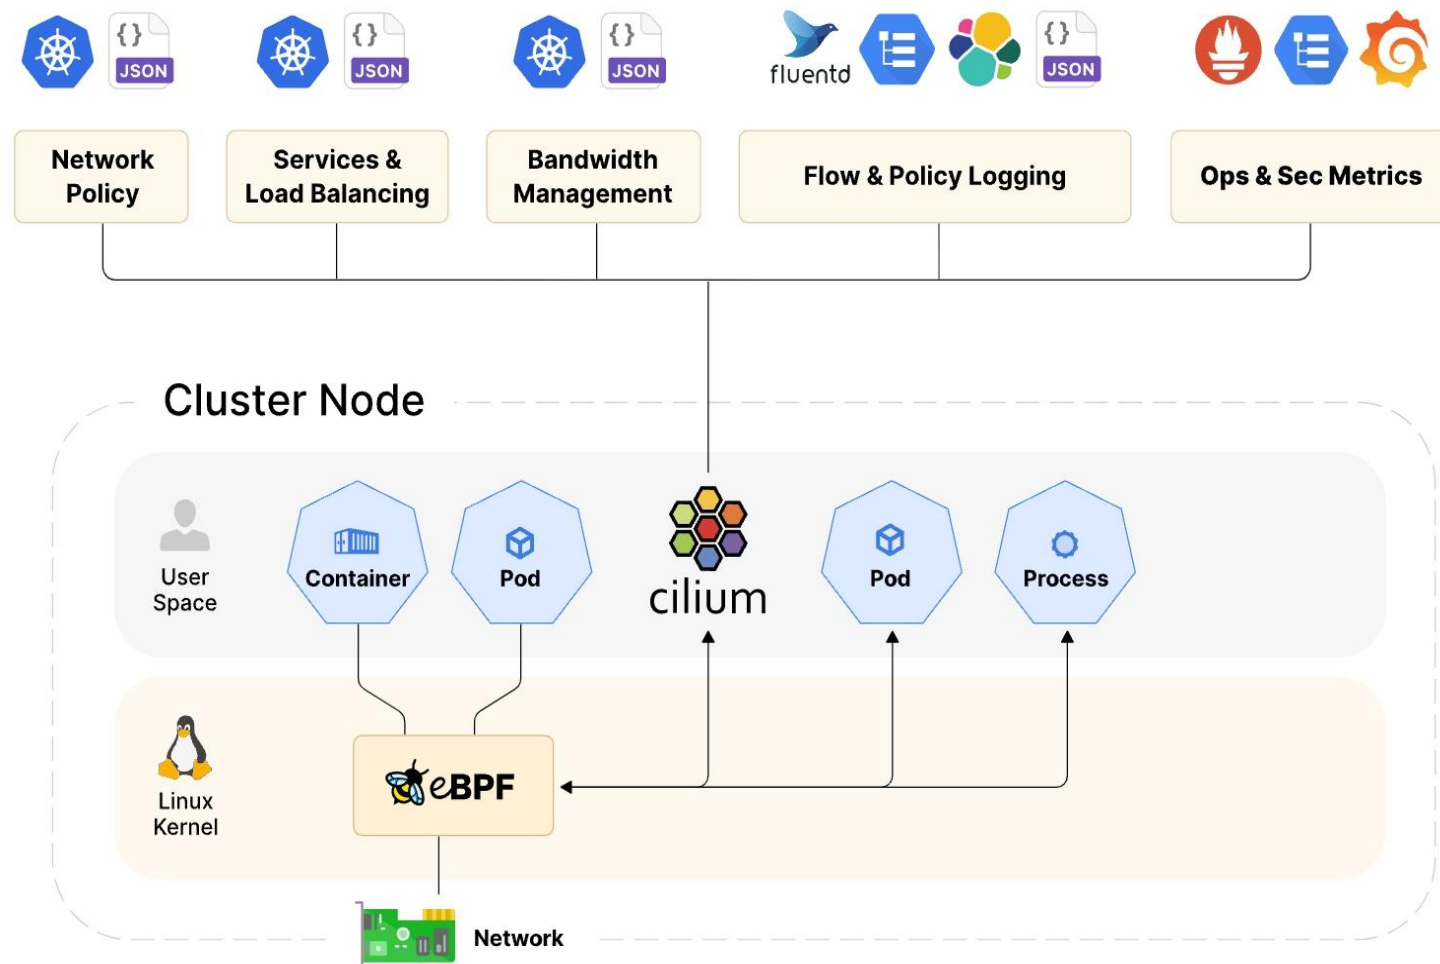 {}
JSON
{}
JSON
{}
JSON
fluentd
{}
JSON
Network
Policy
Services &
Load Balancing
Bandwidth
Management
Flow & Policy Logging
Ops & Sec Metrics
Cluster Node
User
Space
Container
Pod
cilium
Pod
Process
Linux
Kernel
eBPF
Network